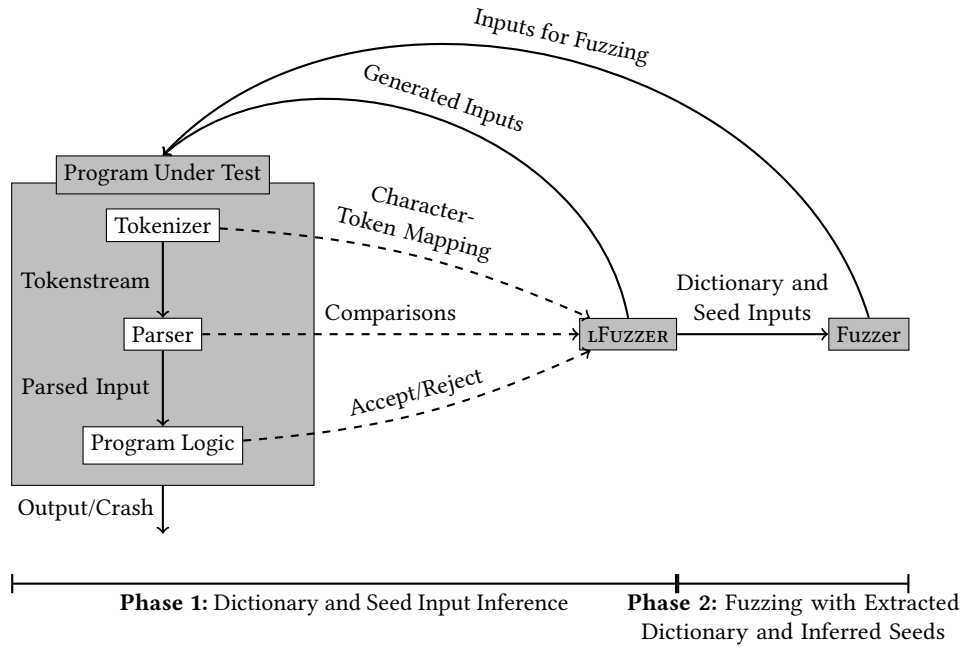 Inputs for Fuzzing
Generated Inputs
Program Under Test
Tokenizer
Character-
Token Mapping
Tokenstream
Dictionary and
Seed Inputs
Comparisons
Parser
LFUZZER
Fuzzer
Parsed Input
Accept/Reject
Program Logic
Output/Crash
Phase 1: Dictionary and Seed Input Inference
Phase 2: Fuzzing with Extracted
Dictionary and Inferred Seeds